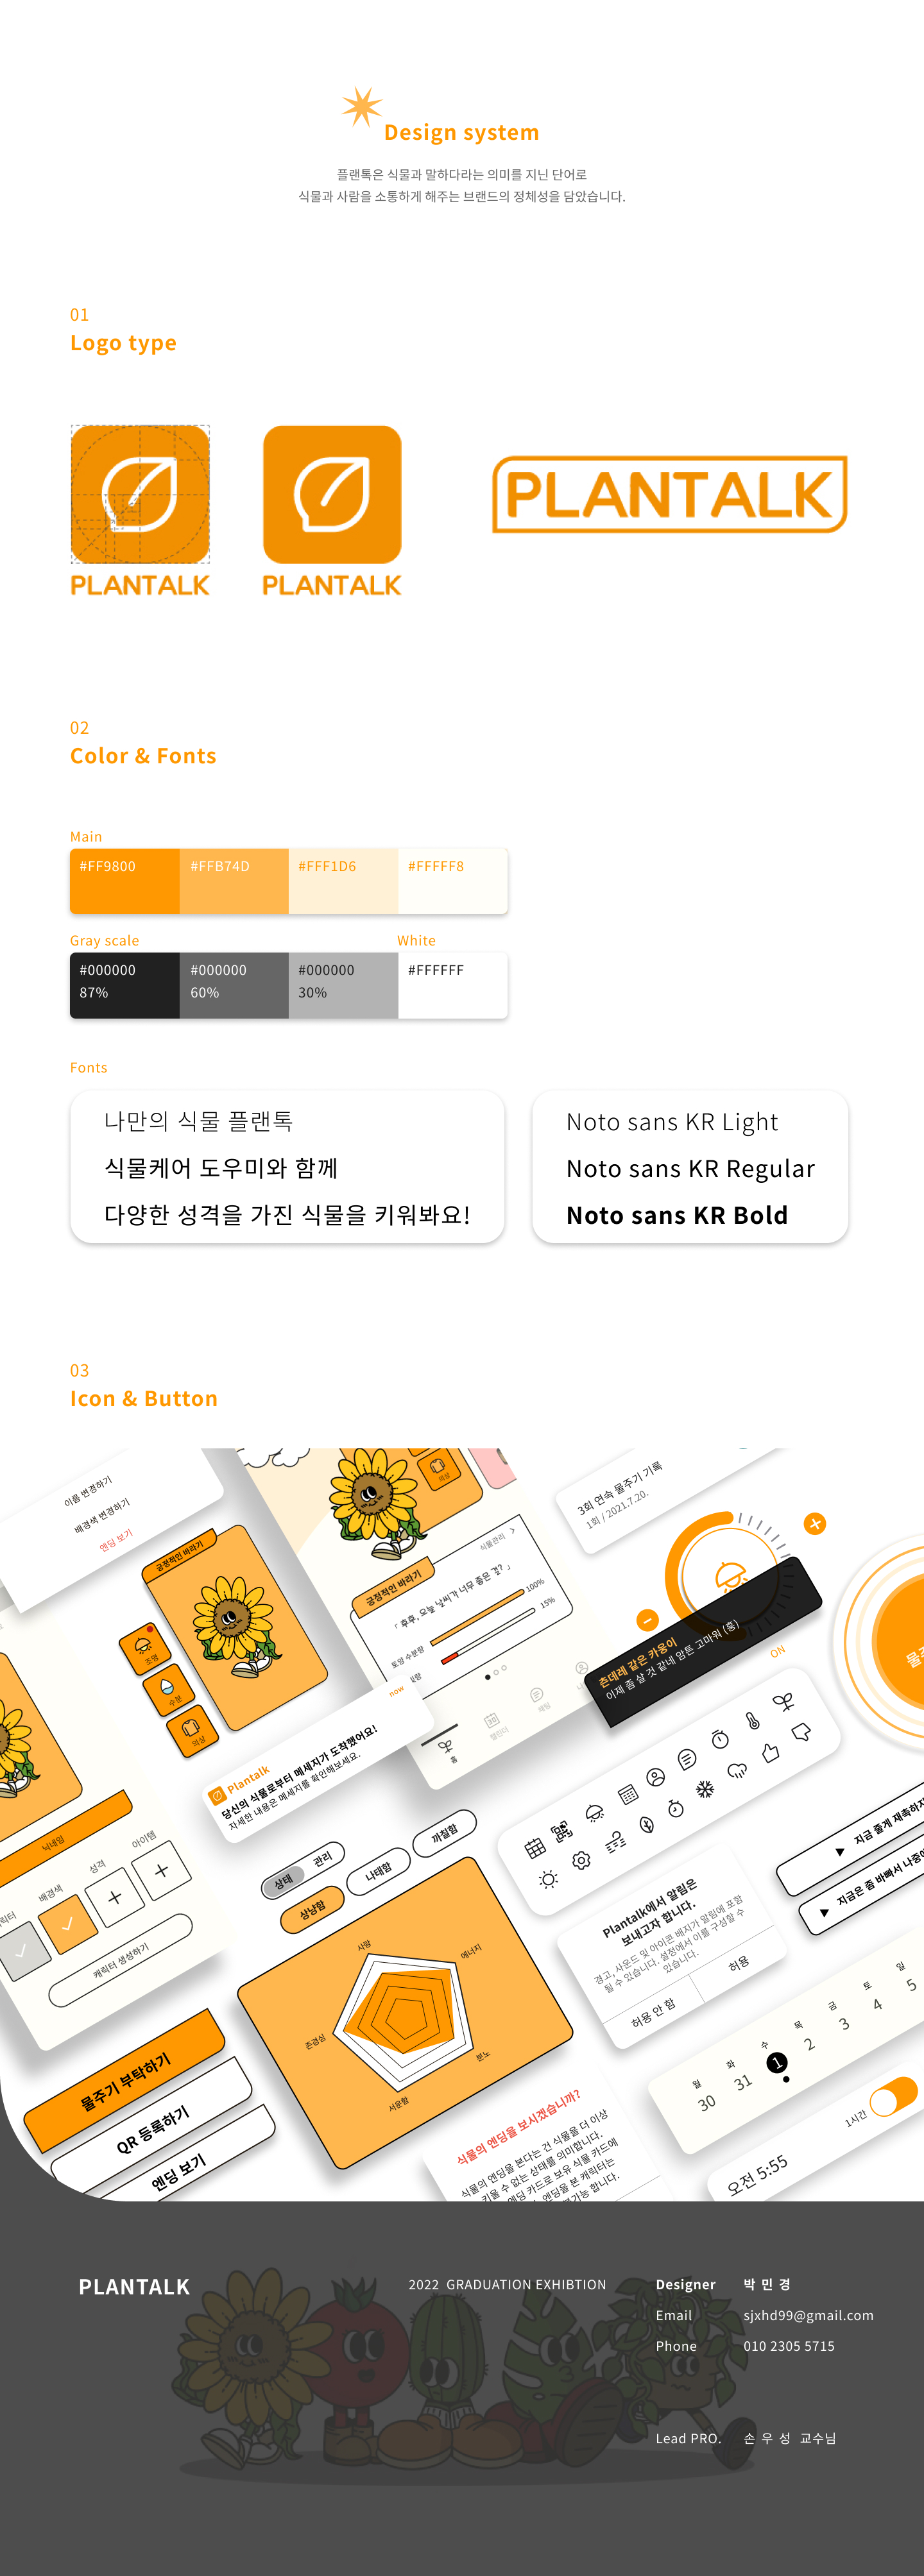 Design system
플랜톡은 식물과 말하다라는 의미를 지닌 단어로
식물과 사람을 소통하게 해주는 브랜드의 정체성을 담았습니다.
01
Logo type
PLANTALK
PLANTALK
PLANTALK
02
Color & Fonts
Main
#FF9800
#FFB74D
#FFF1D6
#FFFFF8
Gray scale
White
#000000
87%
#000000
60%
#000000
30%
#FFFFFF
Fonts
나만의 식물 플랜톡
식물케어 도우미와 함께
다양한 성격을 가진 식물을 키워봐요!
Noto sans KR Light
Noto sans KR Regular
Noto sans KR Bold
03
Icon & Button
이름 변경하기
배경색 변경하기
엔딩 보기
긍정적인 바라기
조명
수분
의상
의상
긍정적인 바라기
식물관리
「 후후, 오늘 날씨가 너무 좋은 걸? 」
토양 수분량
100%
15%
홈
캘린더
채팅
3회 연속 물주기 기록
1회 / 2021.7.20.
츤데레 같은 카웅이
이제 좀 살 것 같네 암튼 고마워 (흥)
ON
now
Plantalk
당신의 식물로부터 메세지가 도착했어요!
자세한 내용은 메세지를 확인해보세요.
닉네임
배경색
성격
아이템
캐릭터 생성하기
상태
관리
상냥함
나태함
까칠함
사랑
에너지
분노
서운함
존경심
Plantalk에서 알림은
보내고자 합니다.
경고, 사운드 및 아이콘 배지가 알림에 포함
될 수 있습니다. 설정에서 이를 구성할 수
있습니다.
허용 안 함
허용
지금 줄게 재촉하지
지금은 좀 바빠서 나중에
월 화 수 목 금 토 일
30 31 1 2 3 4 5
1시간
오전 5:55
물주기 부탁하기
QR 등록하기
엔딩 보기
식물의 엔딩을 보시겠습니까?
식물의 엔딩을 본다는 건 식물을 더 이상
키울 수 없는 상태를 의미합니다.
엔딩 카드로 보유 식물 카드에
엔딩을 본 캐릭터는
불가능 합니다.
PLANTALK
2022 GRADUATION EXHIBTION
Designer 박 민 경
Email sjxhd99@gmail.com
Phone 010 2305 5715
Lead PRO. 손 우 성 교수님